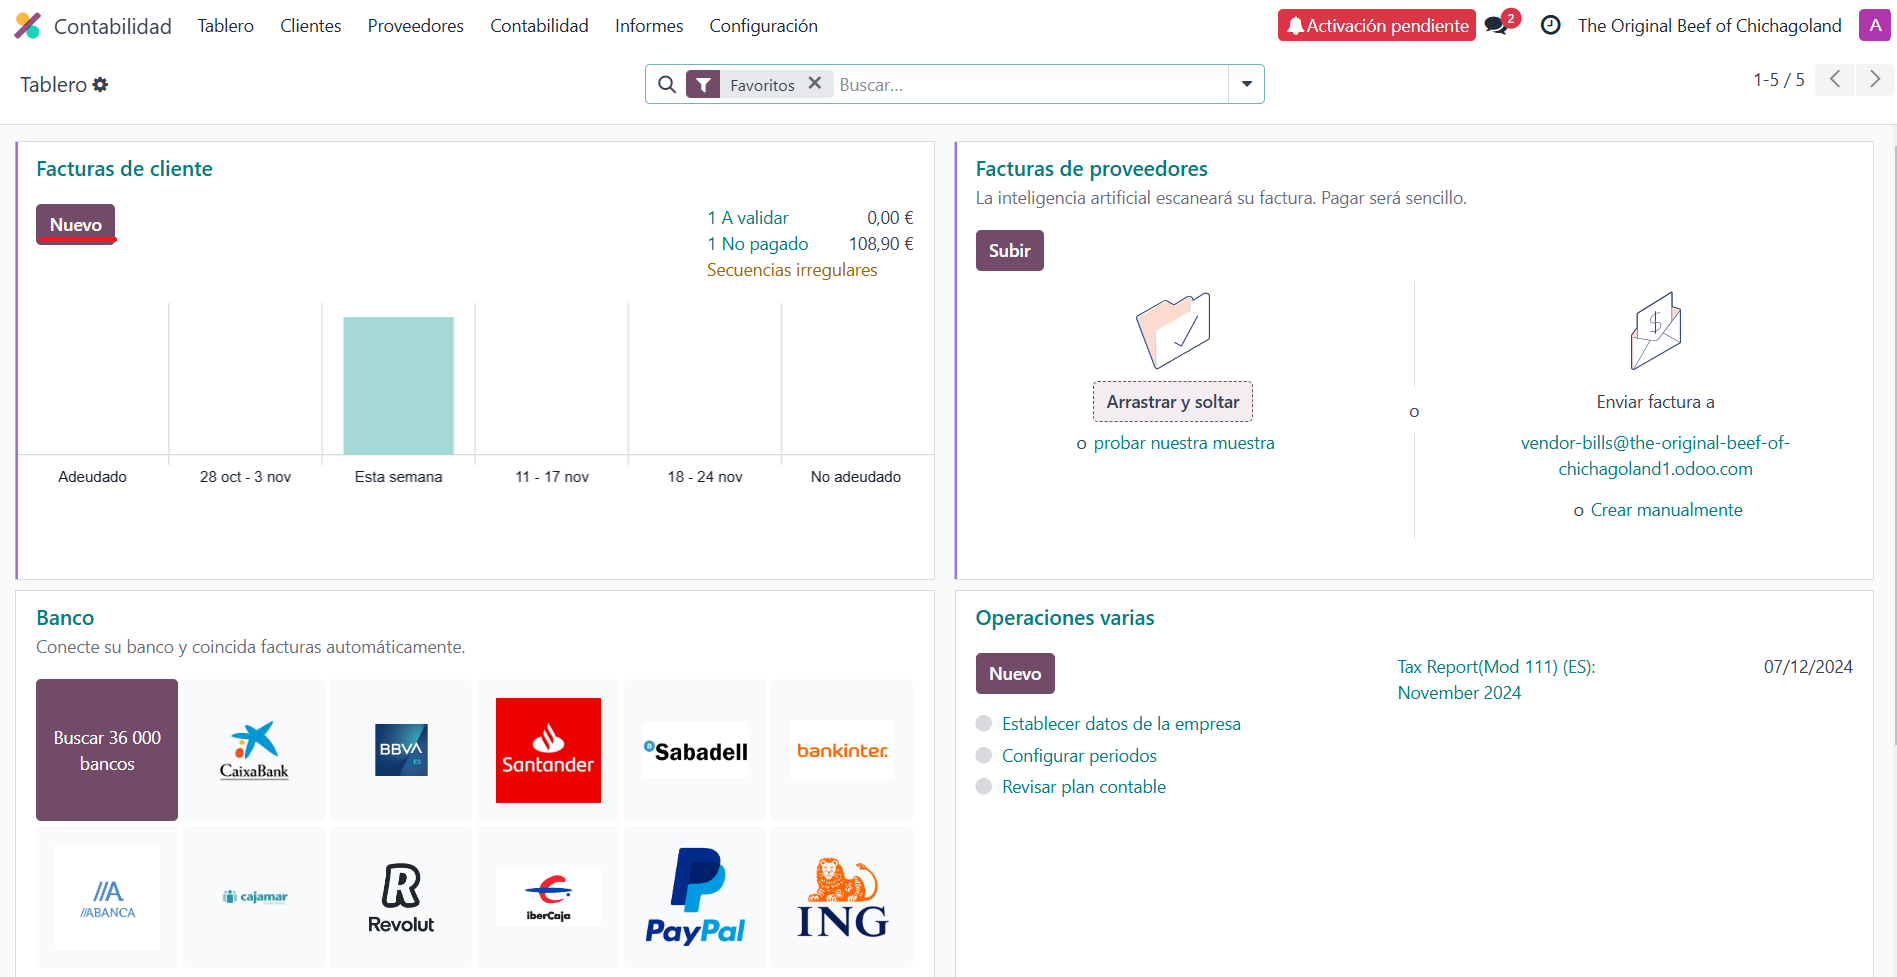 Contabilidad Tablero Clientes Proveedores Contabilidad Informes Configuración Activación pendiente 2 The Original Beef of Chichagoland A
Tablero Favoritos Buscar... 1-5 / 5
Facturas de cliente
Nuevo
1 A validar 0,00 €
1 No pagado 108,90 €
Secuencias irregulares
Adeudado 28 oct - 3 nov Esta semana 11 - 17 nov 18 - 24 nov No adeudado
Facturas de proveedores
La inteligencia artificial escaneará su factura. Pagar será sencillo.
Subir
Arrastrar y soltar
o probar nuestra muestra
o
$
Enviar factura a
vendor-bills@the-original-beef-of-
chichagoland1.odoo.com
o Crear manualmente
Banco
Conecte su banco y coincida facturas automáticamente.
Buscar 36 000
bancos
CaixaBank
BBVA
ES
Santander
B Sabadell
bankinter.
//ABANCA
cajamar
R
Revolut
iberCaja
PayPal
ING
Operaciones varias
Nuevo
Tax Report(Mod 111) (ES): 07/12/2024
November 2024
Establecer datos de la empresa
Configurar periodos
Revisar plan contable